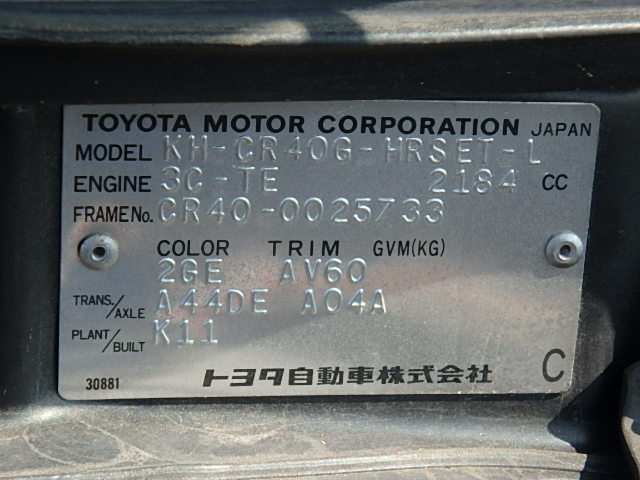 TOYOTA MOTOR CORPORATION JAPAN
MODEL KH-CR40G-HRSET-L
ENGINE 3C-TE 2184 CC
FRAME No. CR40-0025733
COLOR TRIM GVM(KG)
2GE AV60
TRANS./AXLE A44DE A04A
PLANT/BUILT K11
30881 トヨタ自動車株式会社 C